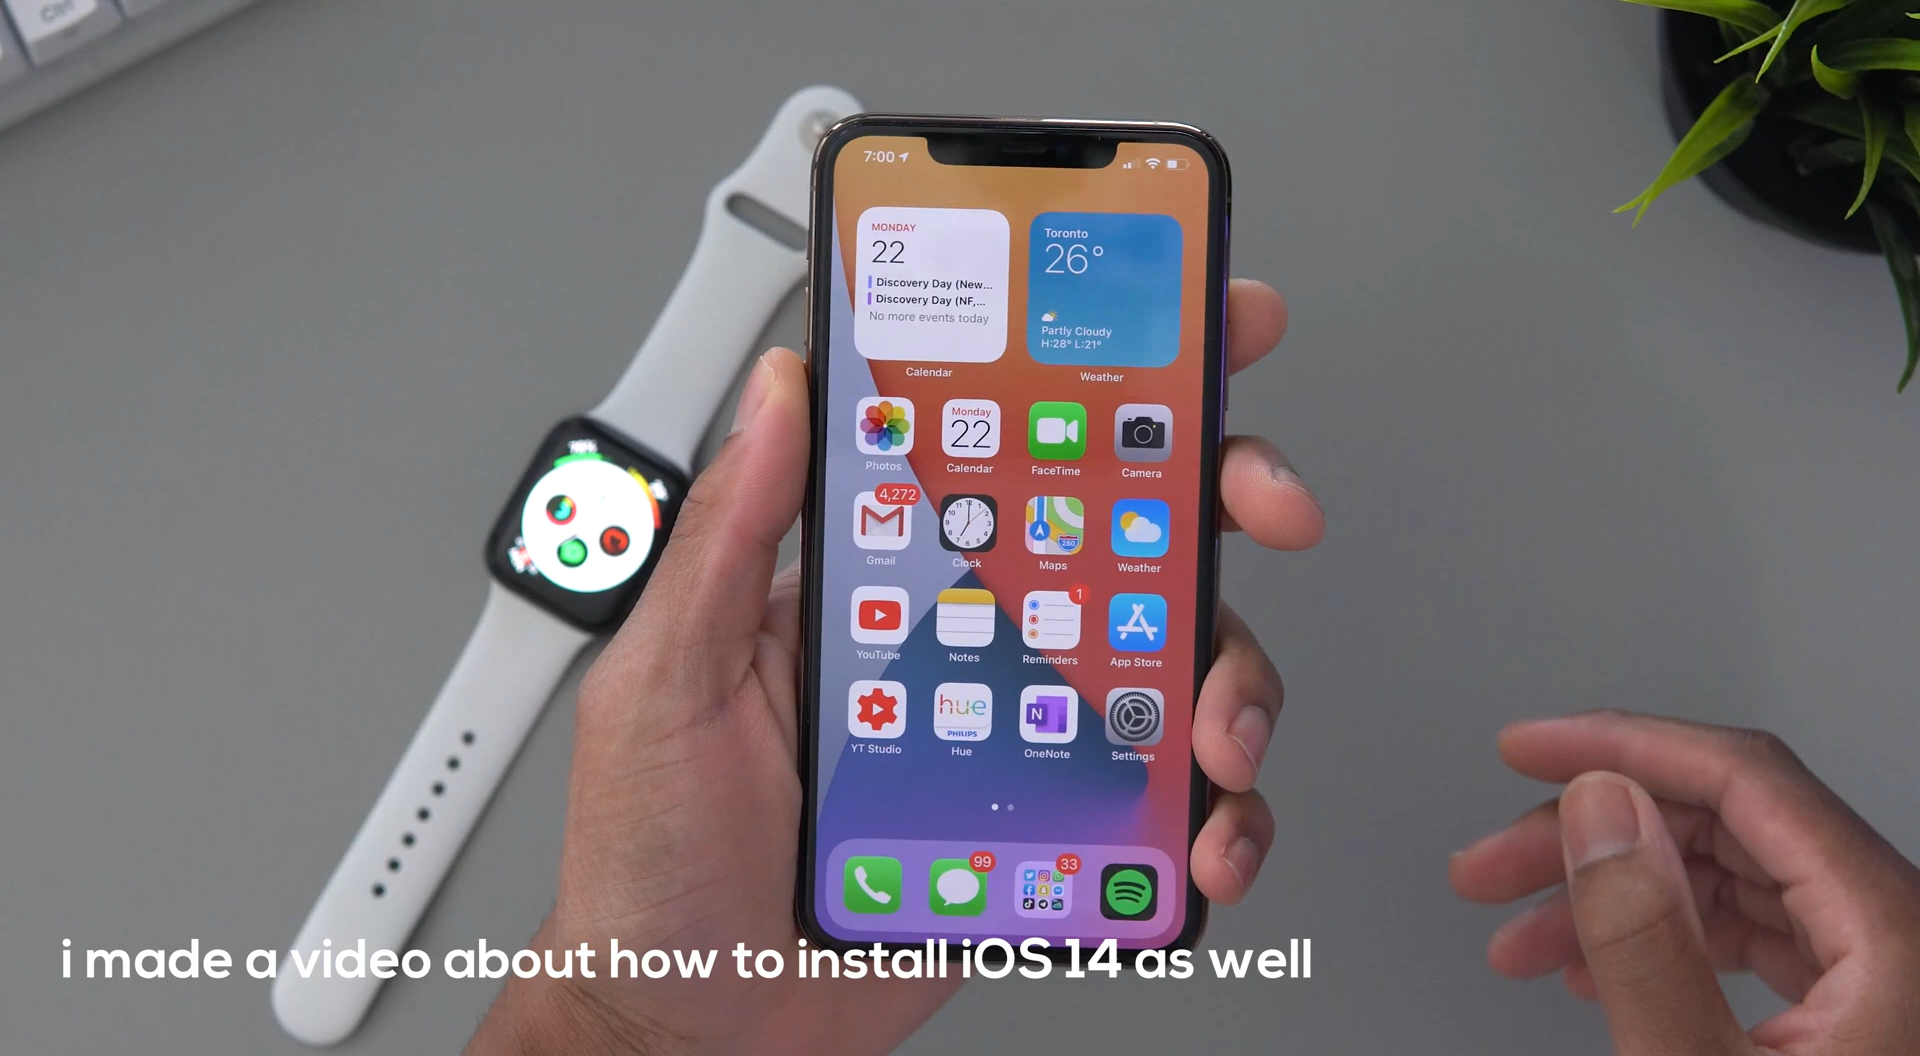 Ctrl
7:00
MONDAY
22
Discovery Day (New...
Discovery Day (NF,...
No more events today
Calendar
Toronto
26°
Partly Cloudy
H:28° L:21°
Weather
Photos
Monday
22
Calendar
FaceTime
Camera
4,272
Gmail
Clock
280
Maps
Weather
YouTube
Notes
1
Reminders
App Store
YT Studio
hue
PHILIPS
Hue
N
OneNote
Settings
99
33
i made a video about how to install iOS 14 as well